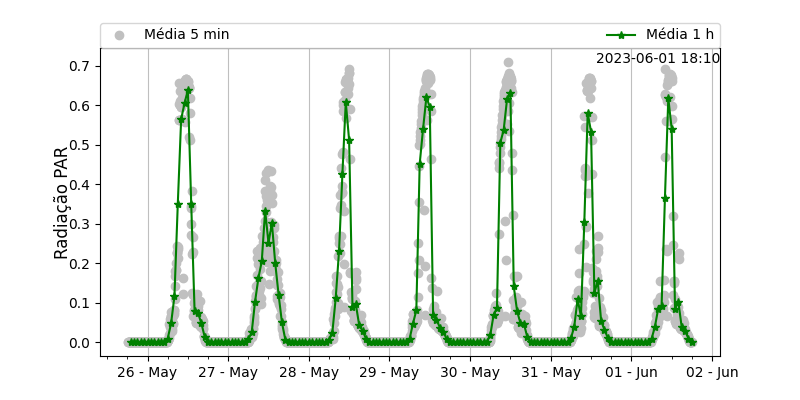 Média 5 min
Média 1 h
2023-06-01 18:10
Radiação PAR
0.7
0.6
0.5
0.4
0.3
0.2
0.1
0.0
26 - May
27 - May
28 - May
29 - May
30 - May
31 - May
01 - Jun
02 - Jun